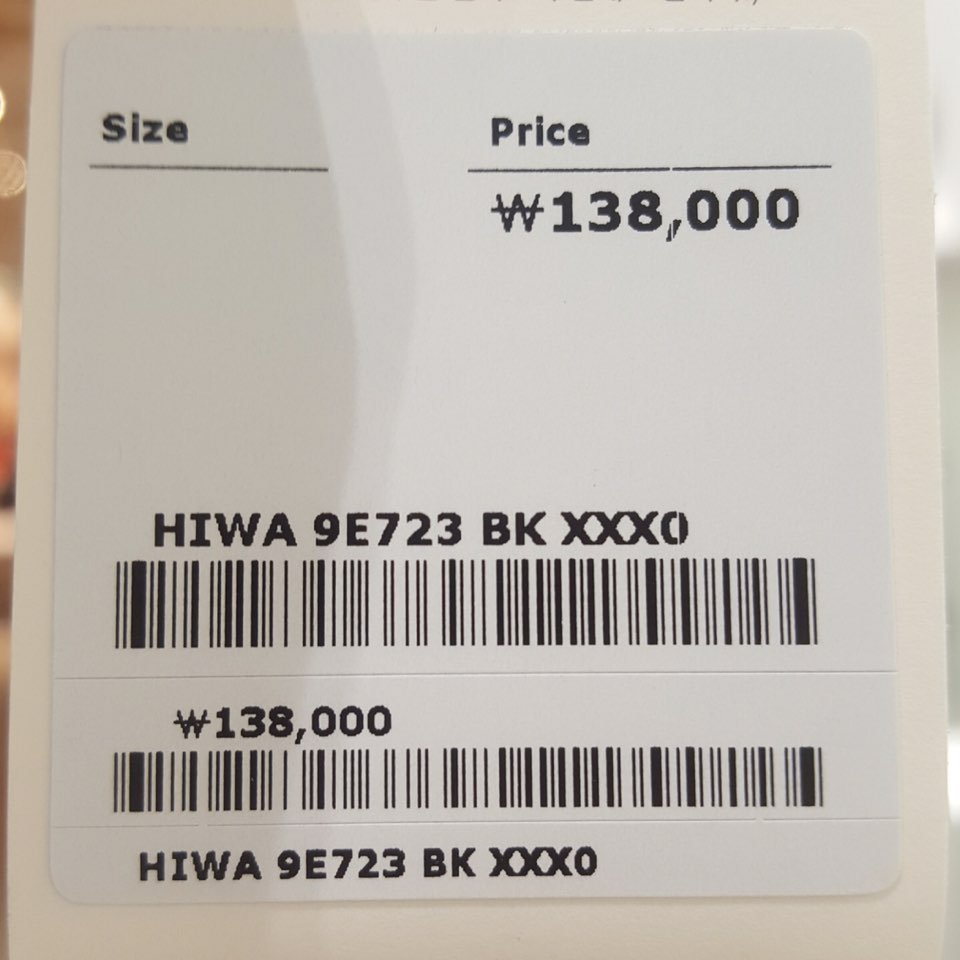 Size Price
₩138,000
HIWA 9E723 BK XXX0
₩138,000
HIWA 9E723 BK XXX0